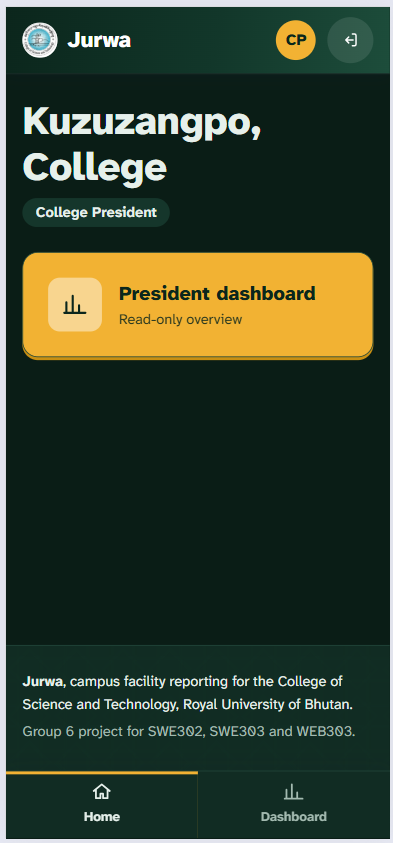 Jurwa
CP
Kuzuzangpo,
College
College President
President dashboard
Read-only overview
Jurwa, campus facility reporting for the College of
Science and Technology, Royal University of Bhutan.
Group 6 project for SWE302, SWE303 and WEB303.
Home
Dashboard